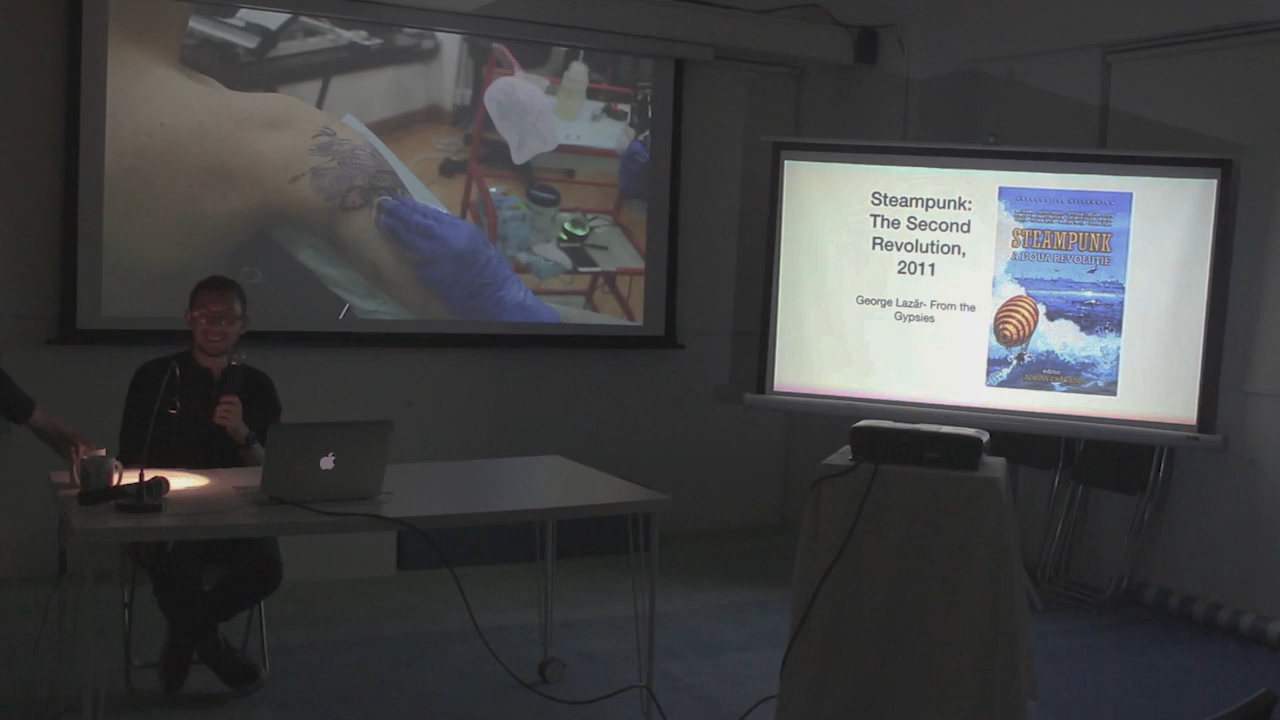 Steampunk:
The Second
Revolution,
2011
George Lazăr- From the
Gypsies
STEAMPUNK
A DOUA REVOLUȚIE